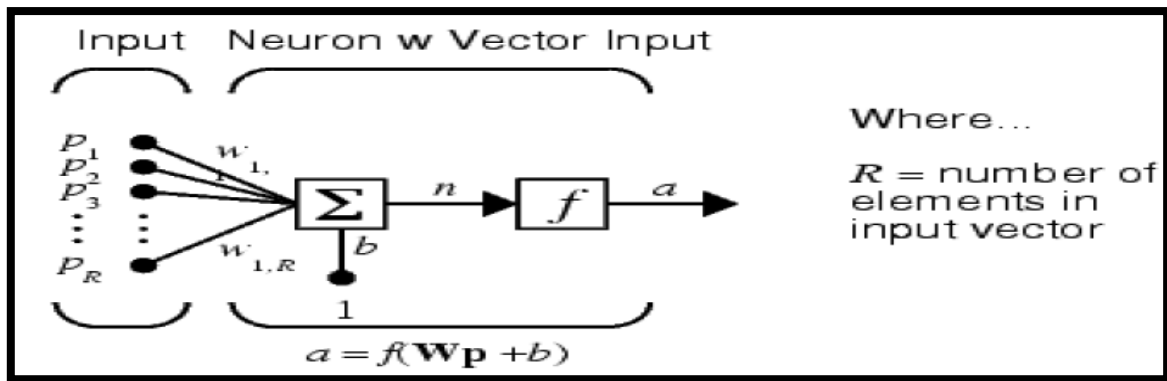 Input Neuron w Vector Input
p1
p2
p3
pR
w1,1
w1,R
Σ
n
f
a
b
1
a = f(Wp +b)
Where...
R = number of
elements in
input vector